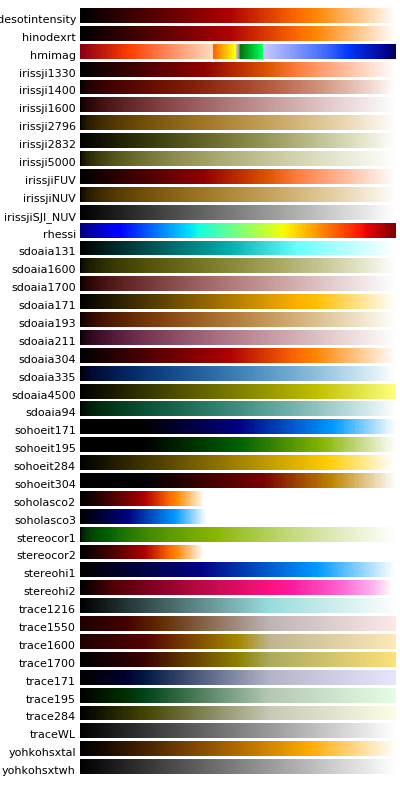 desotintensity
hinodexrt
hmimag
irissji1330
irissji1400
irissji1600
irissji2796
irissji2832
irissji5000
irissjiFUV
irissjiNUV
irissjiSJI_NUV
rhessi
sdoaia131
sdoaia1600
sdoaia1700
sdoaia171
sdoaia193
sdoaia211
sdoaia304
sdoaia335
sdoaia4500
sdoaia94
sohoeit171
sohoeit195
sohoeit284
sohoeit304
soholasco2
soholasco3
stereocor1
stereocor2
stereohi1
stereohi2
trace1216
trace1550
trace1600
trace1700
trace171
trace195
trace284
traceWL
yohkohsxtal
yohkohsxtwh